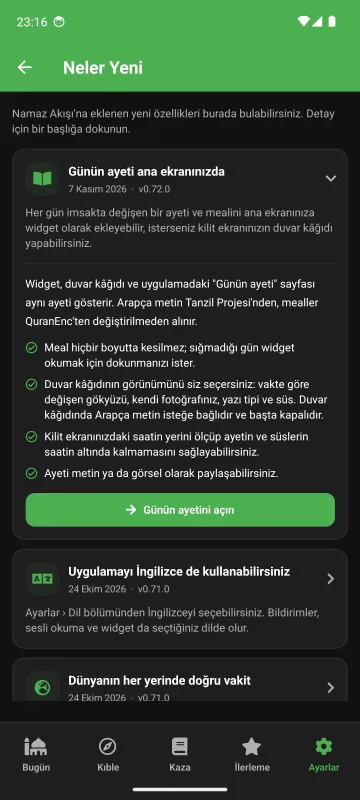 23:16
Neler Yeni
Namaz Akışı'na eklenen yeni özellikleri burada bulabilirsiniz. Detay
için bir başlığa dokunun.
Günün ayeti ana ekranınızda
7 Kasım 2026 · v0.72.0
Her gün imsakta değişen bir ayeti ve mealini ana ekranınıza
widget olarak ekleyebilir, isterseniz kilit ekranınızın duvar kâğıdı
yapabilirsiniz.
Widget, duvar kâğıdı ve uygulamadaki "Günün ayeti" sayfası
aynı ayeti gösterir. Arapça metin Tanzil Projesi'nden, mealler
QuranEnc'ten değiştirilmeden alınır.
Meal hiçbir boyutta kesilmez; sığmadığı gün widget
okumak için dokunmanızı ister.
Duvar kâğıdının görünümünü siz seçersiniz: vakte göre
değişen gökyüzü, kendi fotoğrafınız, yazı tipi ve süs. Duvar
kâğıdında Arapça metin isteğe bağlıdır ve başta kapalıdır.
Kilit ekranınızdaki saatin yerini ölçüp ayetin ve süslerin
saatin altında kalmamasını sağlayabilirsiniz.
Ayeti metin ya da görsel olarak paylaşabilirsiniz.
Günün ayetini açın
Uygulamayı İngilizce de kullanabilirsiniz
24 Ekim 2026 · v0.71.0
Ayarlar › Dil bölümünden İngilizceyi seçebilirsiniz. Bildirimler,
sesli okuma ve widget da seçtiğiniz dilde olur.
Dünyanın her yerinde doğru vakit
24 Ekim 2026 · v0.71.0
Bugün
Kıble
Kaza
İlerleme
Ayarlar